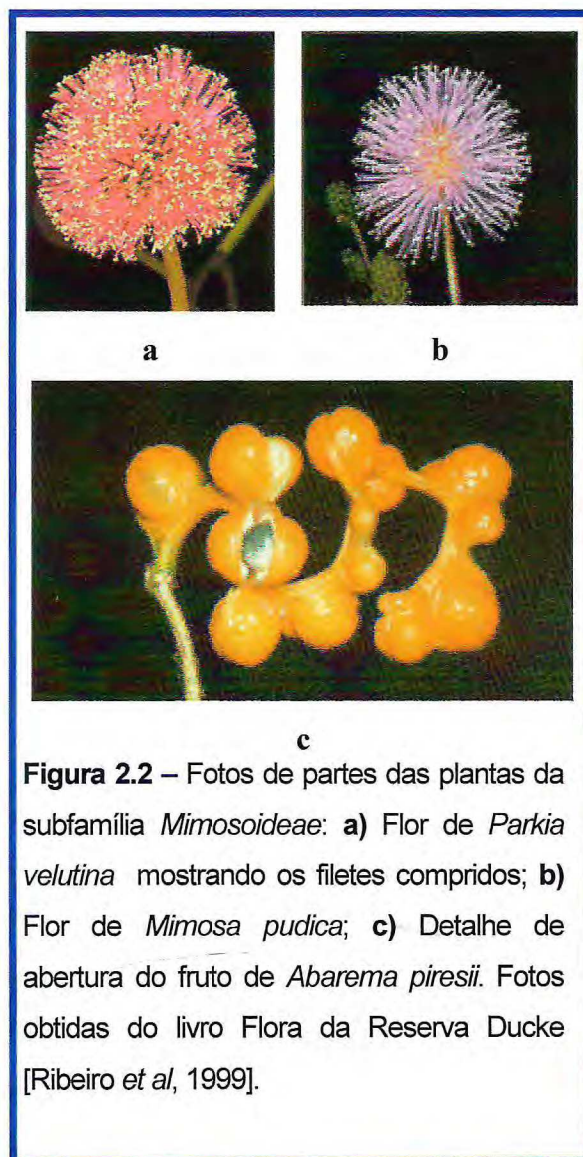 a
b
c
Figura 2.2 – Fotos de partes das plantas da
subfamília Mimosoideae: a) Flor de Parkia
velutina mostrando os filetes compridos; b)
Flor de Mimosa pudica; c) Detalhe de
abertura do fruto de Abarema piresii. Fotos
obtidas do livro Flora da Reserva Ducke
[Ribeiro et al, 1999].